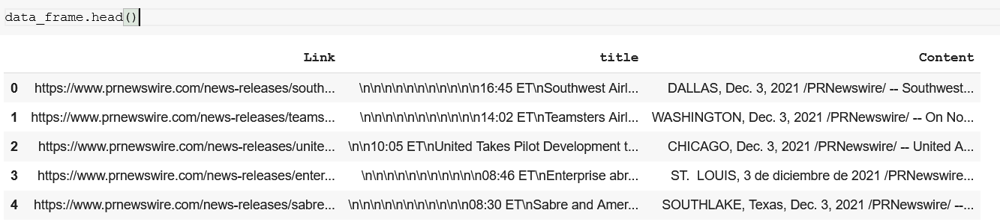 data_frame.head()
Link title Content
0 https://www.prnewswire.com/news-releases/south... \n\n\n\n\n\n\n\n\n\n\n16:45 ET\nSouthwest Airl... DALLAS, Dec. 3, 2021 /PRNewswire/ -- Southwest...
1 https://www.prnewswire.com/news-releases/teams... \n\n\n\n\n\n\n\n\n\n\n14:02 ET\nTeamsters Airl... WASHINGTON, Dec. 3, 2021 /PRNewswire/ -- On No...
2 https://www.prnewswire.com/news-releases/unite... \n\n10:05 ET\nUnited Takes Pilot Development t... CHICAGO, Dec. 3, 2021 /PRNewswire/ -- United A...
3 https://www.prnewswire.com/news-releases/enter... \n\n\n\n\n\n\n\n\n\n\n08:46 ET\nEnterprise abr... ST.  LOUIS, 3 de diciembre de 2021 /PRNewswire...
4 https://www.prnewswire.com/news-releases/sabre... \n\n\n\n\n\n\n\n\n\n\n08:30 ET\nSabre and Amer... SOUTHLAKE, Texas, Dec. 3, 2021 /PRNewswire/ --...